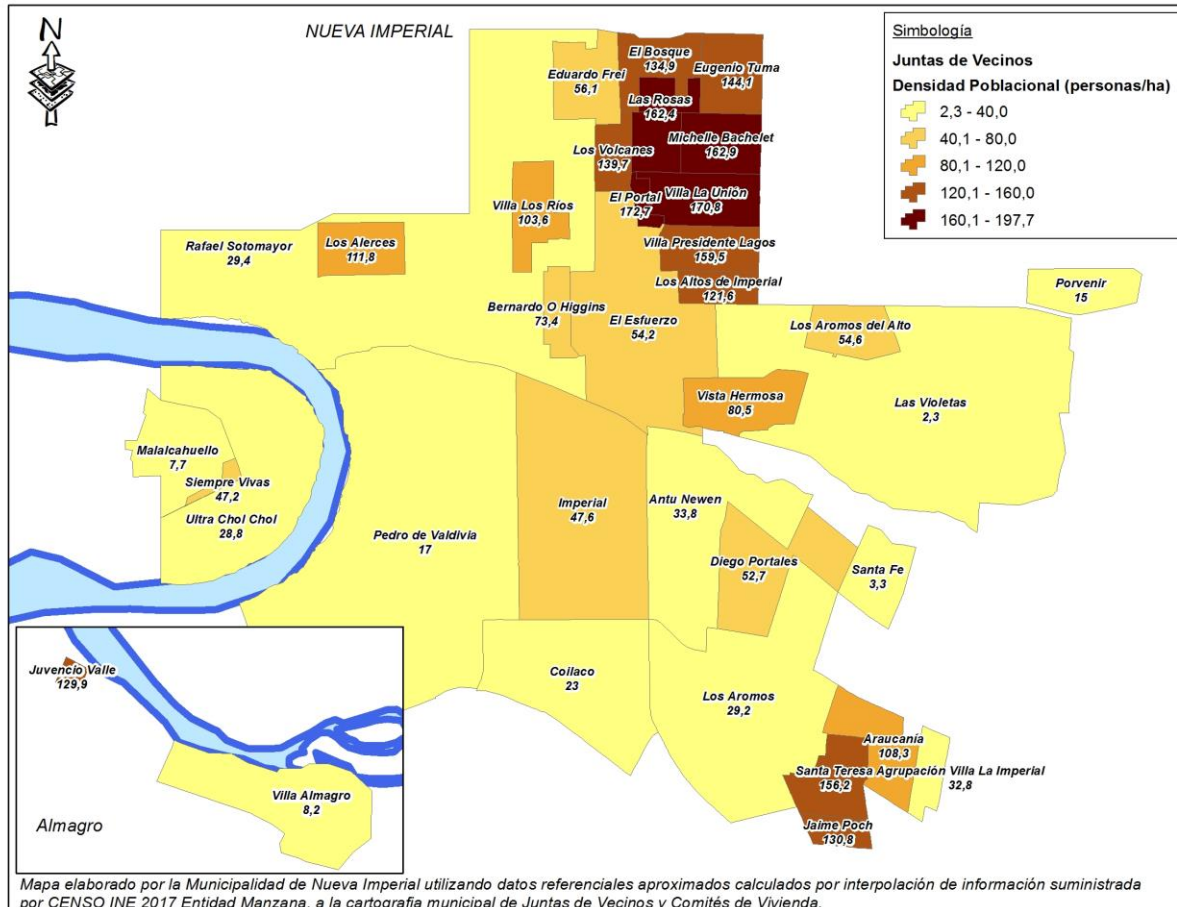 N
NUEVA IMPERIAL
Simbología
Juntas de Vecinos
Densidad Poblacional (personas/ha)
2,3 - 40,0
40,1 - 80,0
80,1 - 120,0
120,1 - 160,0
160,1 - 197,7
El Bosque
134,9
Eduardo Frei
56,1
Eugenio Tuma
144,1
Las Rosas
162,4
Michelle Bachelet
162,9
Los Volcanes
139,7
El Portal
172,7
Villa La Unión
170,8
Villa Los Ríos
103,6
Rafael Sotomayor
29,4
Los Alerces
111,8
Villa Presidente Lagos
159,5
Los Altos de Imperial
121,6
Porvenir
15
Bernardo O Higgins
73,4
El Esfuerzo
54,2
Los Aromos del Alto
54,6
Vista Hermosa
80,5
Las Violetas
2,3
Malalcahuello
7,7
Siempre Vivas
47,2
Ultra Chol Chol
28,8
Pedro de Valdivia
17
Imperial
47,6
Antu Newen
33,8
Diego Portales
52,7
Santa Fe
3,3
Coilaco
23
Los Aromos
29,2
Araucanía
108,3
Santa Teresa
156,2
Agrupación Villa La Imperial
32,8
Jaime Poch
130,8
Juvencio Valle
129,9
Villa Almagro
8,2
Almagro
Mapa elaborado por la Municipalidad de Nueva Imperial utilizando datos referenciales aproximados calculados por interpolación de información suministrada
por CENSO INE 2017 Entidad Manzana, a la cartografía municipal de Juntas de Vecinos y Comités de Vivienda.